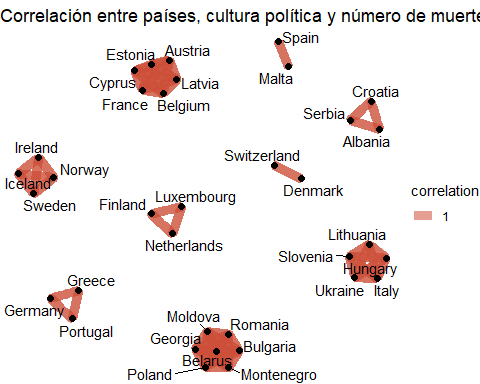 Correlación entre países, cultura política y número de muerte
Spain
Malta
Estonia
Austria
Cyprus
Latvia
France
Belgium
Croatia
Serbia
Albania
Ireland
Norway
Iceland
Sweden
Switzerland
Denmark
Finland
Luxembourg
Netherlands
correlation
1
Lithuania
Slovenia
Hungary
Ukraine
Italy
Greece
Germany
Portugal
Moldova
Romania
Georgia
Bulgaria
Belarus
Poland
Montenegro